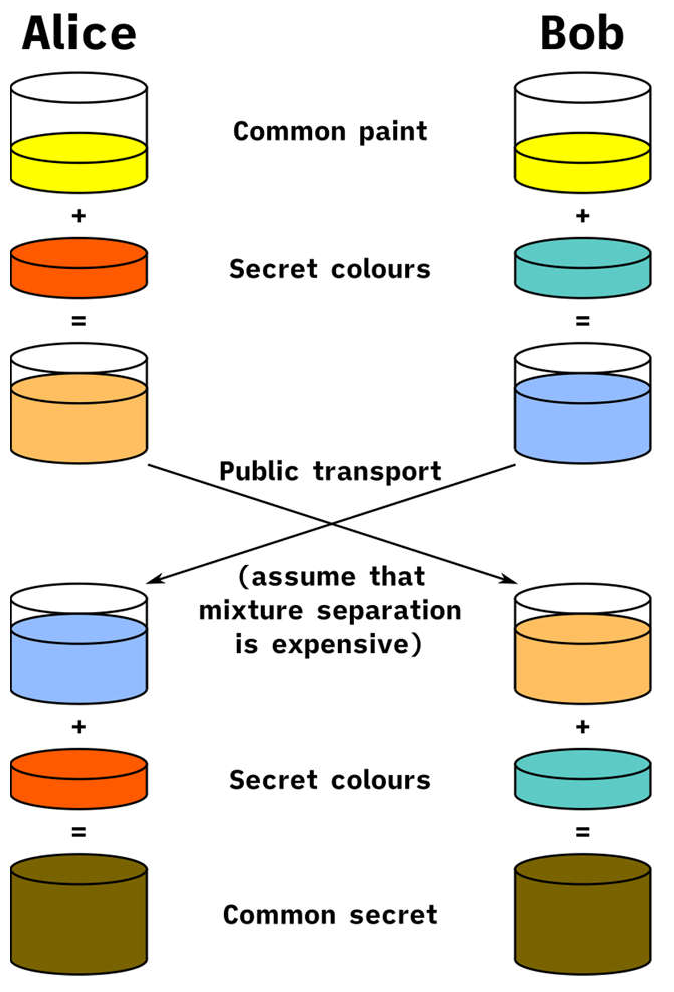 Alice
Bob
Common paint
+
+
Secret colours
=
=
Public transport
(assume that
mixture separation
is expensive)
+
+
Secret colours
=
=
Common secret